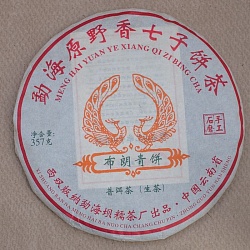 勐海原野香七子饼茶
MENG HAI YUAN YE XIANG QI ZI BING CHA
净含量:
357克
手工
石磨
布朗青饼
普洱茶（生茶）
西双版纳勐海班糯茶厂出品·中国云南省